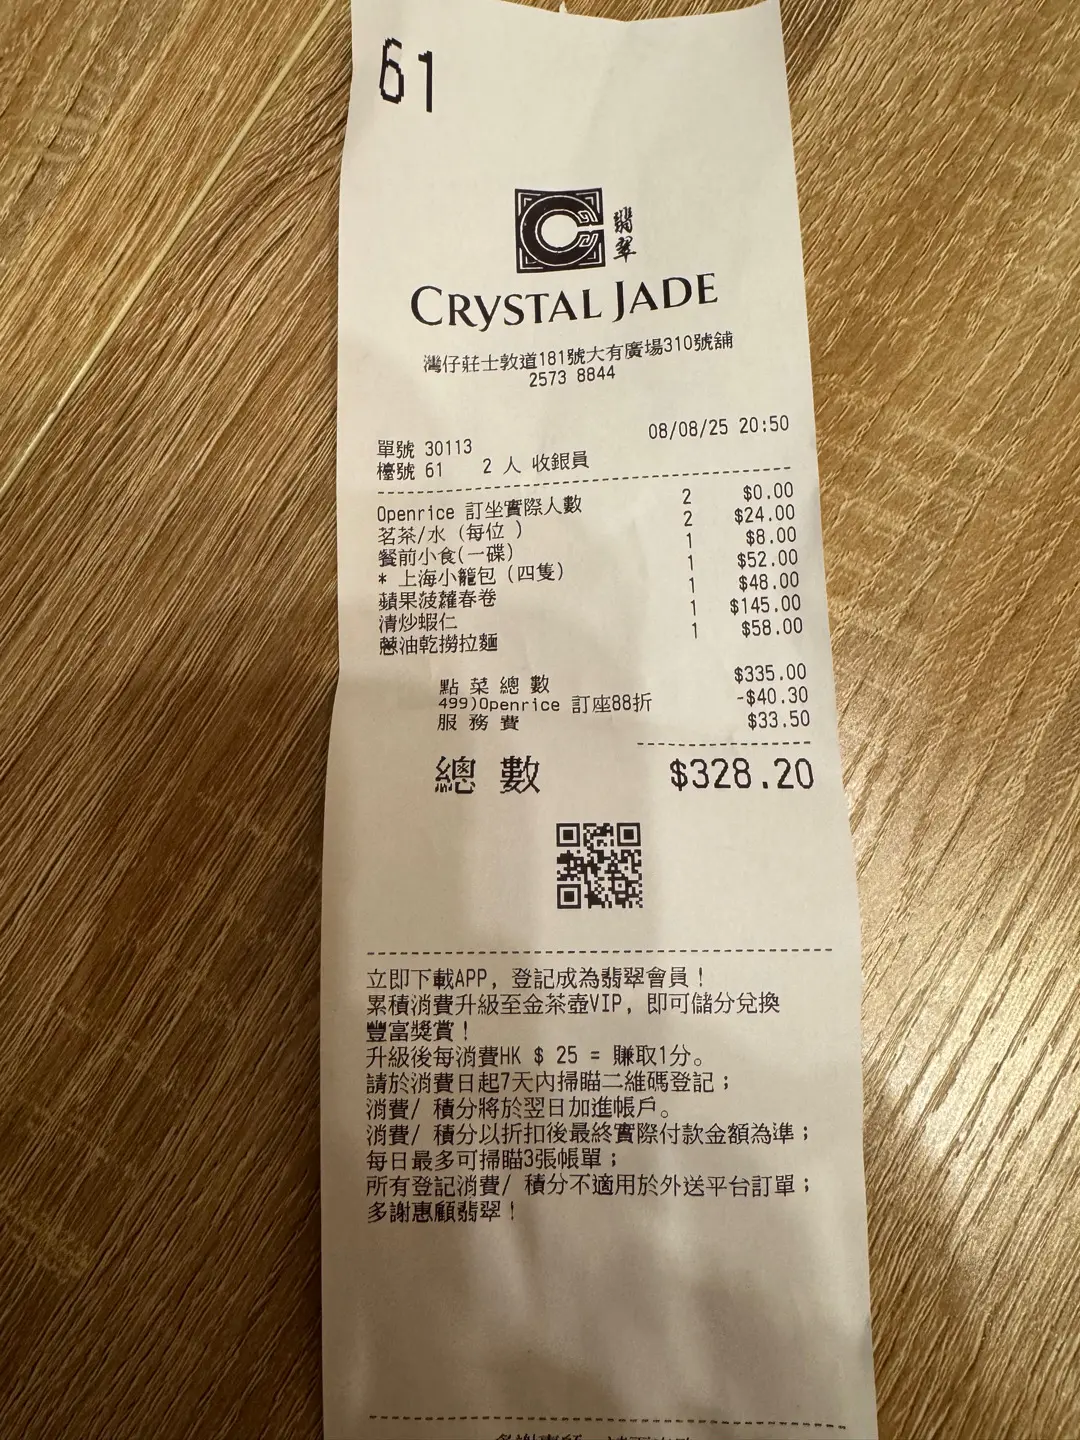 61
翡翠
CRYSTAL JADE
灣仔莊士敦道181號大有廣場310號舖
2573 8844
單號 30113 08/08/25 20:50
檯號 61 2 人 收銀員
Openrice 訂坐實際人數 2 $0.00
茗茶/水 (每位 ) 2 $24.00
餐前小食(一碟) 1 $8.00
* 上海小籠包 (四隻) 1 $52.00
蘋果菠蘿春卷 1 $48.00
清炒蝦仁 1 $145.00
蔥油乾撈拉麵 1 $58.00
點 菜 總 數 $335.00
499)Openrice 訂座88折 -$40.30
服 務 費 $33.50
總 數 $328.20
立即下載APP, 登記成為翡翠會員!
累積消費升級至金茶壺VIP, 即可儲分兌換
豐富獎賞!
升級後每消費HK $ 25 = 賺取1分。
請於消費日起7天內掃瞄二維碼登記;
消費/ 積分將於翌日加進帳戶。
消費/ 積分以折扣後最終實際付款金額為準;
每日最多可掃瞄3張帳單;
所有登記消費/ 積分不適用於外送平台訂單;
多謝惠顧翡翠!